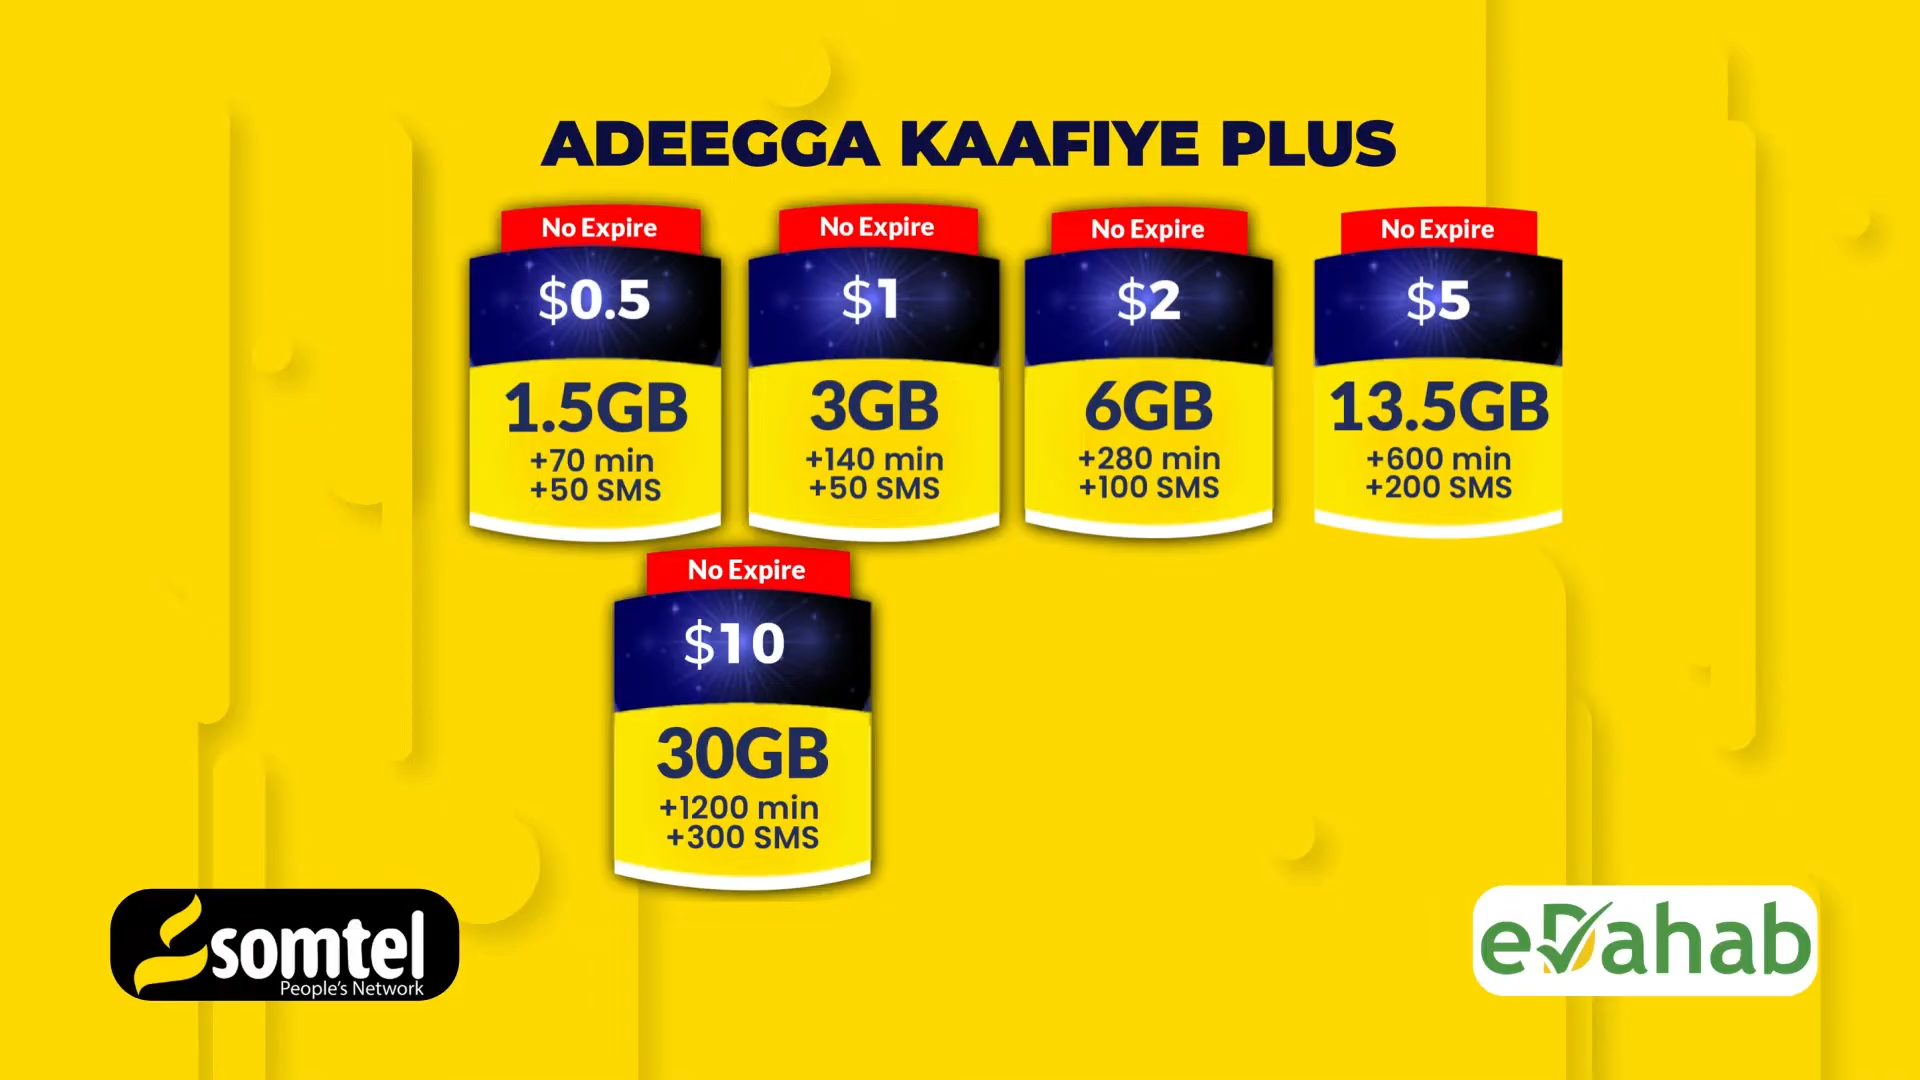 ADEEGGA KAAFIYE PLUS
No Expire
$0.5
1.5GB
+70 min
+50 SMS
No Expire
$1
3GB
+140 min
+50 SMS
No Expire
$2
6GB
+280 min
+100 SMS
No Expire
$5
13.5GB
+600 min
+200 SMS
No Expire
$10
30GB
+1200 min
+300 SMS
somtel
People's Network
eDahab